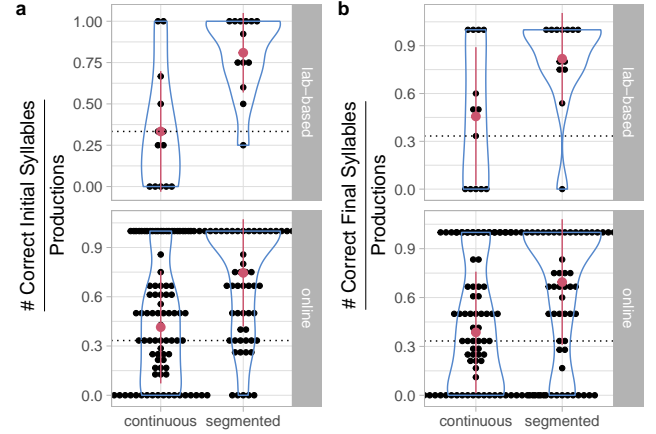 a
b
# Correct Initial Syllables
Productions
1.00
0.75
0.50
0.25
0.00
lab-based
0.9
0.6
0.3
0.0
online
continuous segmented
# Correct Final Syllables
Productions
0.9
0.6
0.3
0.0
lab-based
0.9
0.6
0.3
0.0
online
continuous segmented